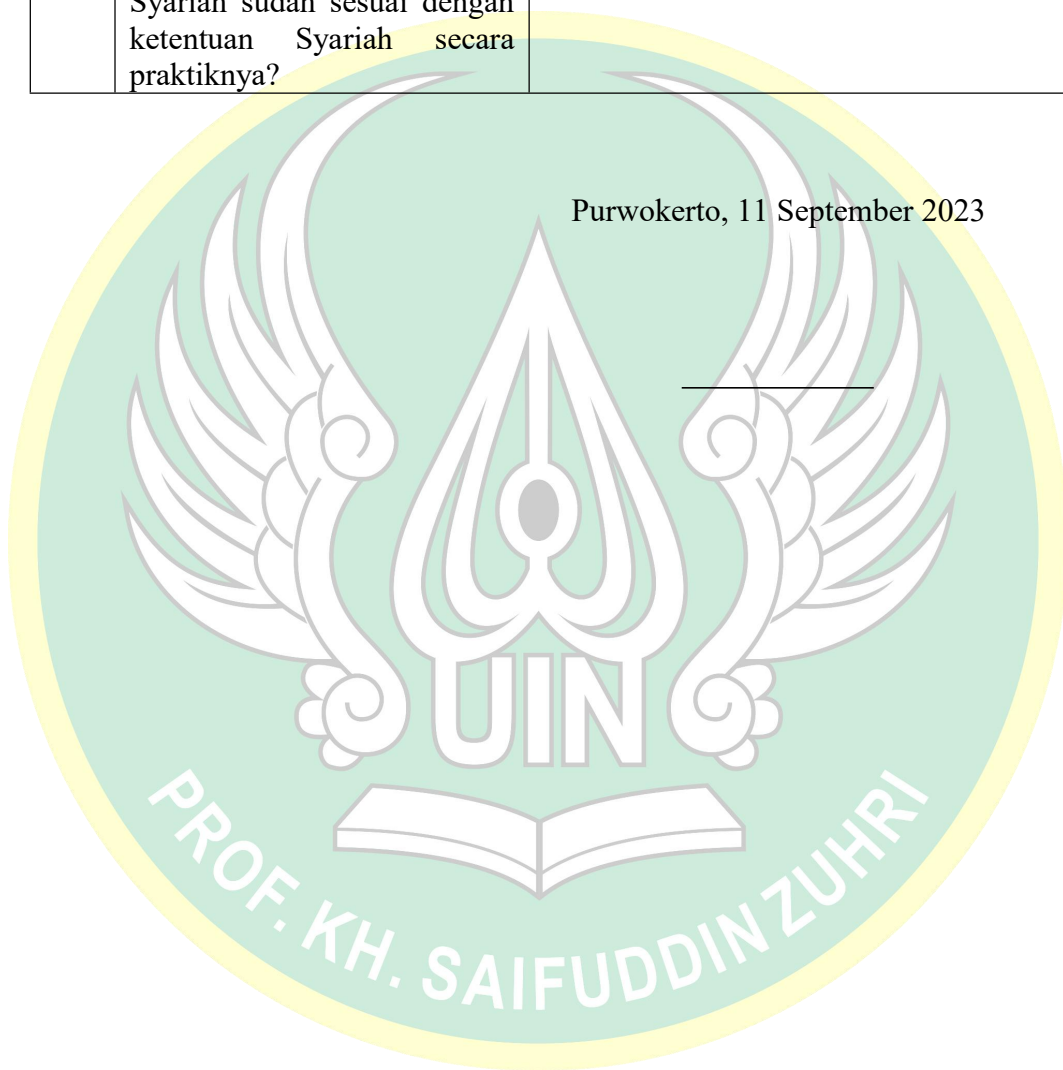 Syariah sudah sesuai dengan
ketentuan Syariah secara
praktiknya?
Purwokerto, 11 September 2023
UIN
PROF. KH. SAIFUDDIN ZUHRI